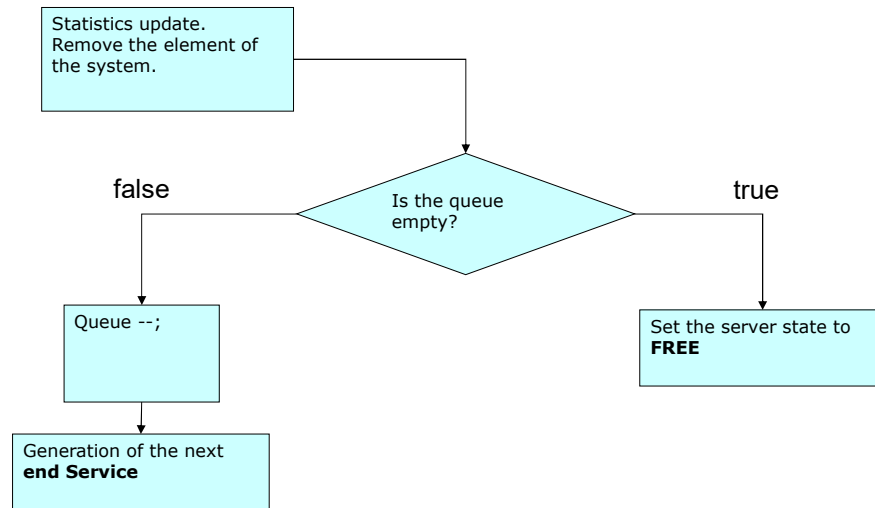 Statistics update.
Remove the element of
the system.
Is the queue
empty?
false
true
Queue --;
Set the server state to
FREE
Generation of the next
end Service